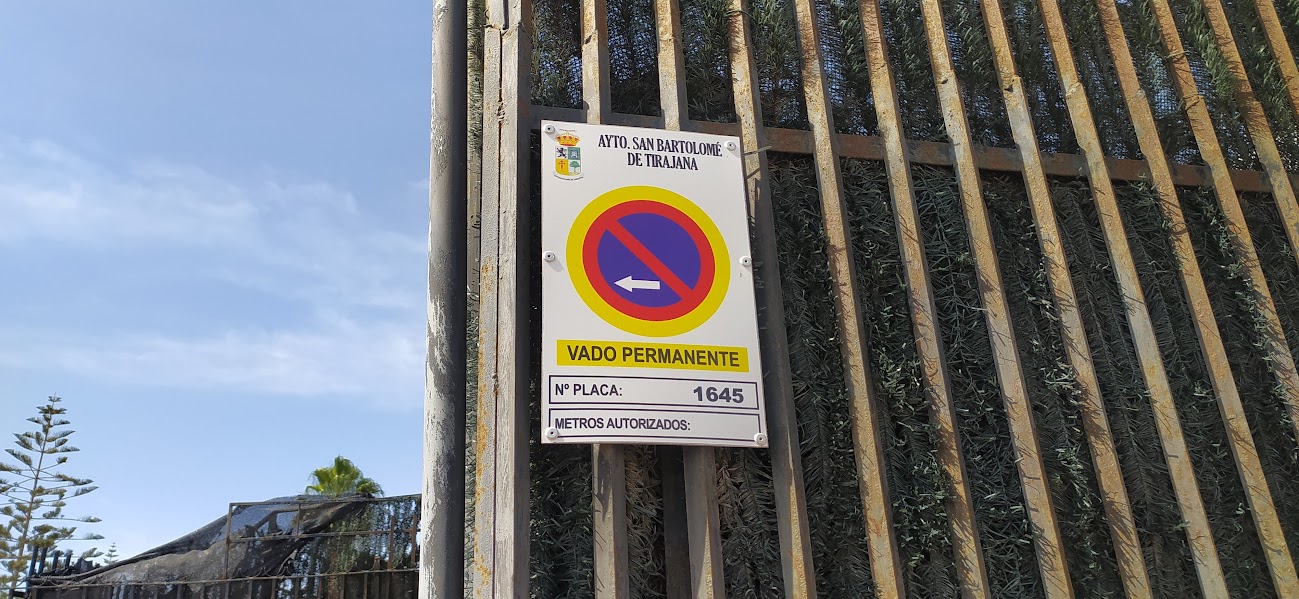 AYTO. SAN BARTOLOMÉ
DE TIRAJANA
VADO PERMANENTE
Nº PLACA: 1645
METROS AUTORIZADOS: